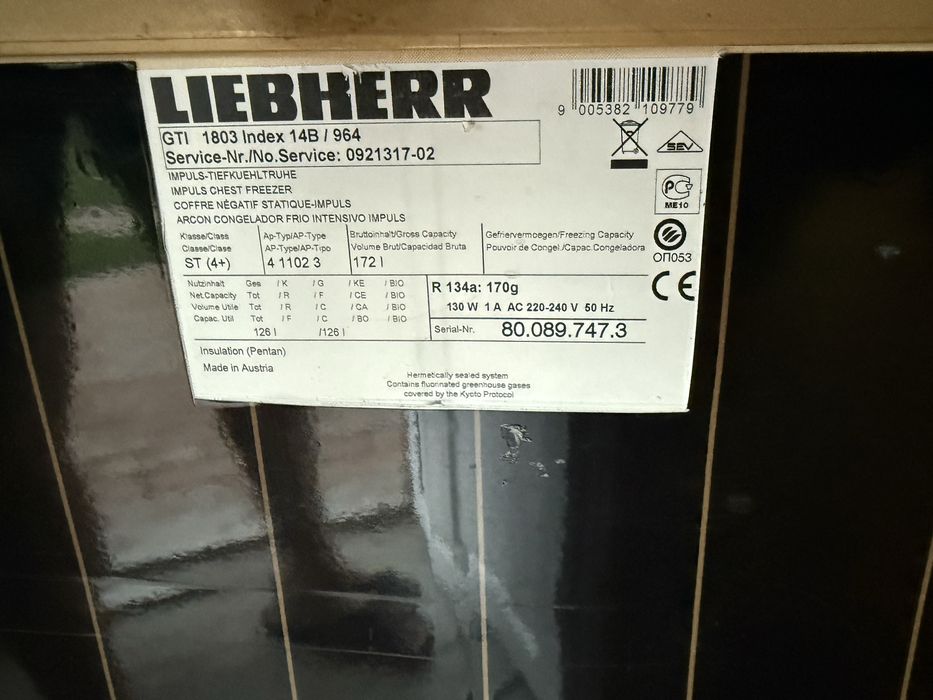 LIEBHERR
9 005382 109779
GTI 1803 Index 14B / 964
Service-Nr./No.Service: 0921317-02
SEV
IMPULS-TIEFKUEHLTRUHE
IMPULS CHEST FREEZER
COFFRE NÉGATIF STATIQUE-IMPULS
ARCON CONGELADOR FRIO INTENSIVO IMPULS
PCT
ME10
Klasse/Class Ap-Typ/AP-Type Bruttoinhalt/Gross Capacity Gefriervermoegen/Freezing Capacity
Classe/Clase AP-Type/AP-Tipo Volume Brut/Capacidad Bruta Pouvoir de Congel./Capac.Congeladora
ST (4+) 4 1102 3 172 l
ОП053
CE
Nutzinhalt Ges / K / G / KE / BIO
Net.Capacity Tot / R / F / CE / BIO
Volume Utile Tot / R / C / CA / BIO
Capac. Util Tot / F / C / BO / BIO
126 l /126 l
R 134a: 170g
130 W 1 A AC 220-240 V 50 Hz
Serial-Nr. 80.089.747.3
Insulation (Pentan)
Made in Austria
Hermetically sealed system
Contains fluorinated greenhouse gases
covered by the Kyoto Protocol